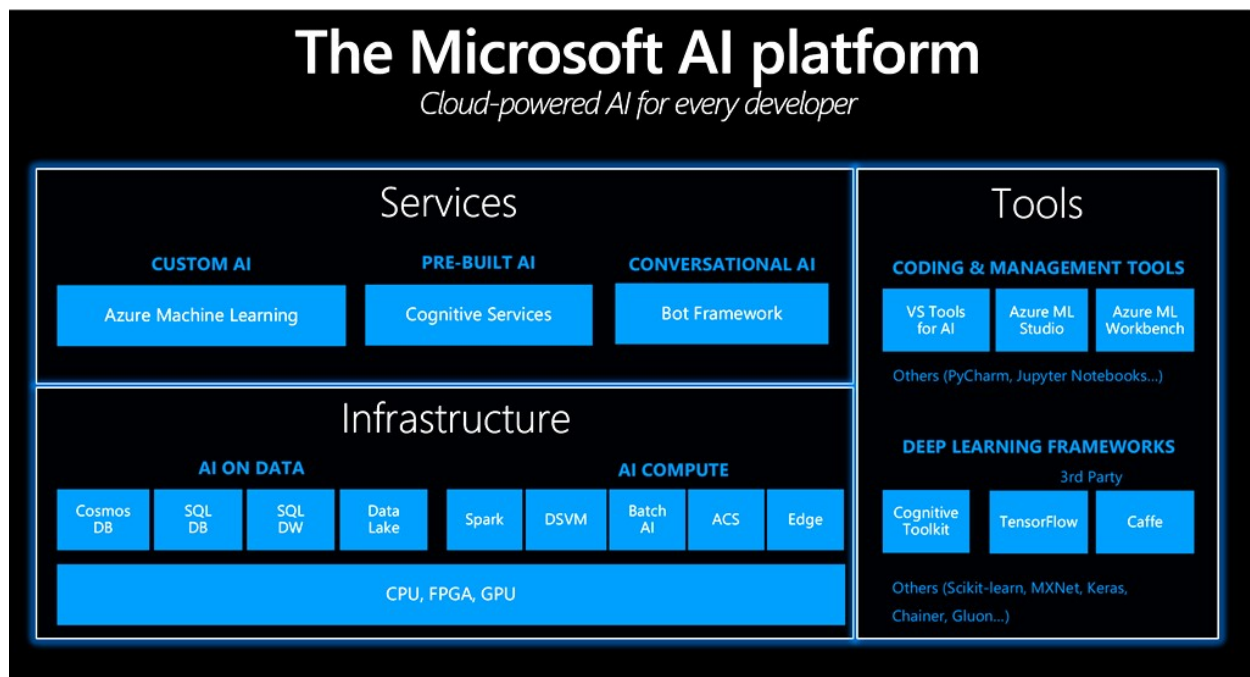 The Microsoft AI platform
Cloud-powered AI for every developer
Services
CUSTOM AI
PRE-BUILT AI
CONVERSATIONAL AI
Azure Machine Learning
Cognitive Services
Bot Framework
Infrastructure
AI ON DATA
AI COMPUTE
Cosmos
DB
SQL
DB
SQL
DW
Data
Lake
Spark
DSVM
Batch
AI
ACS
Edge
CPU, FPGA, GPU
Tools
CODING & MANAGEMENT TOOLS
VS Tools
for AI
Azure ML
Studio
Azure ML
Workbench
Others (PyCharm, Jupyter Notebooks...)
DEEP LEARNING FRAMEWORKS
3rd Party
Cognitive
Toolkit
TensorFlow
Caffe
Others (Scikit-learn, MXNet, Keras,
Chainer, Gluon...)